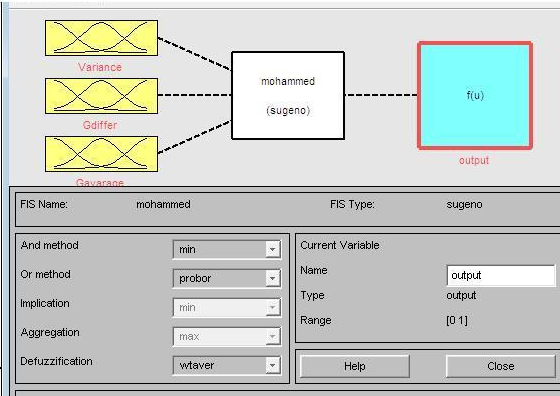 Variance
Gdiffer
Gavarage
mohammed
(sugeno)
f(u)
output
FIS Name: mohammed FIS Type: sugeno
And method min
Or method probor
Implication min
Aggregation max
Defuzzification wtaver
Current Variable
Name output
Type output
Range [0 1]
Help Close